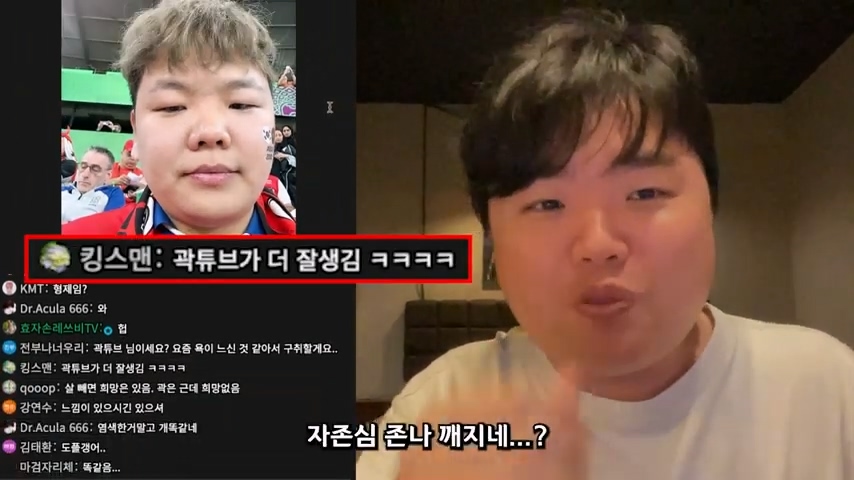 킹스맨: 곽튜브가 더 잘생김 ㅋㅋㅋㅋ
KMT: 형제임?
Dr.Acula 666: 와
효자손레쓰비TV: 헙
전부나너우리: 곽튜브 님이세요? 요즘 욕이 느신 것 같아서 구취할게요..
킹스맨: 곽튜브가 더 잘생김 ㅋㅋㅋㅋ
qooop: 살 빼면 희망은 있음. 곽은 근데 희망없음
강연수: 느낌이 있으시긴 있으셔
Dr.Acula 666: 염색한거말고 개똑같네
김태환: 도플갱어..
마검자리체: 똑같음...
자존심 존나 깨지네...?